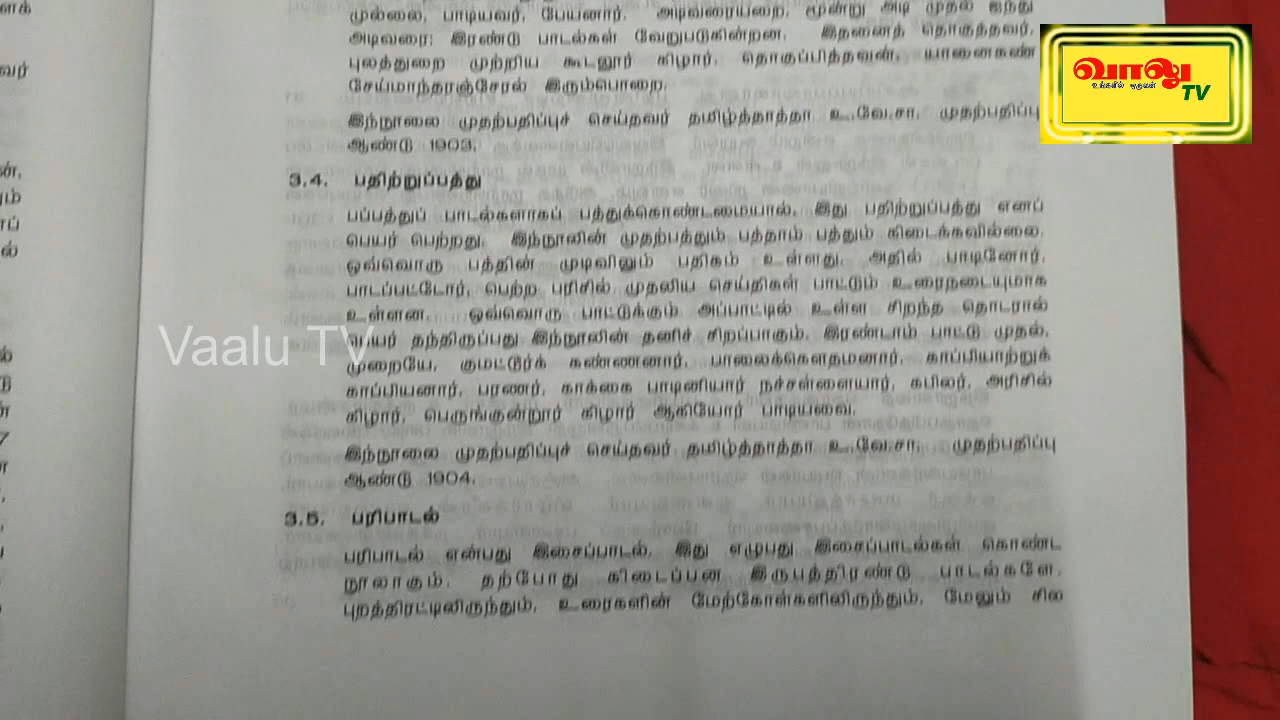 முல்லை, பாடியவர், பேயனார். அடிவரையறை, மூன்று அடி முதல் ஐந்து
அடிவரை; இரண்டு பாடல்கள் வேறுபடுகின்றன. இதனைத் தொகுத்தவர்,
புலத்துறை முற்றிய கூடலூர் கிழார். தொகுப்பித்தவன், யானைகண்
சேய்மாந்தரஞ்சேரல் இரும்பொறை.
இந்நூலை முதற்பதிப்புச் செய்தவர் தமிழ்த்தாத்தா உ.வே.சா. முதற்பதிப்பு
ஆண்டு 1903.
3.4. பதிற்றுப்பத்து
பப்பத்துப் பாடல்களாகப் பத்துக்கொண்டமையால், இது பதிற்றுப்பத்து எனப்
பெயர் பெற்றது. இந்நூலின் முதற்பத்தும் பத்தாம் பத்தும் கிடைக்கவில்லை.
ஒவ்வொரு பத்தின் முடிவிலும் பதிகம் உள்ளது. அதில் பாடினோர்,
பாடப்பட்டோர், பெற்ற பரிசில் முதலிய செய்திகள் பாட்டும் உரைநடையுமாக
உள்ளன. ஒவ்வொரு பாட்டுக்கும் அப்பாட்டில் உள்ள சிறந்த தொடரால்
பெயர் தந்திருப்பது இந்நூலின் தனிச் சிறப்பாகும். இரண்டாம் பாட்டு முதல்,
முறையே, குமட்டூர்க் கண்ணனார், பாலைக்கௌதமனார், காப்பியாற்றுக்
காப்பியனார், பரணர், காக்கை பாடினியார் நச்சள்ளையார், கபிலர், அரிசில்
கிழார், பெருங்குன்றூர் கிழார் ஆகியோர் பாடியவை.
இந்நூலை முதற்பதிப்புச் செய்தவர் தமிழ்த்தாத்தா உ.வே.சா. முதற்பதிப்பு
ஆண்டு 1904.
3.5. பரிபாடல்
பரிபாடல் என்பது இசைப்பாடல். இது எழுபது இசைப்பாடல்கள் கொண்ட
நூலாகும். தற்போது கிடைப்பன இருபத்திரண்டு பாடல்களே.
புறத்திரட்டிலிருந்தும், உரைகளின் மேற்கோள்களிலிருந்தும், மேலும் சில
வாலு
உங்களில் ஒருவன்
TV
Vaalu TV